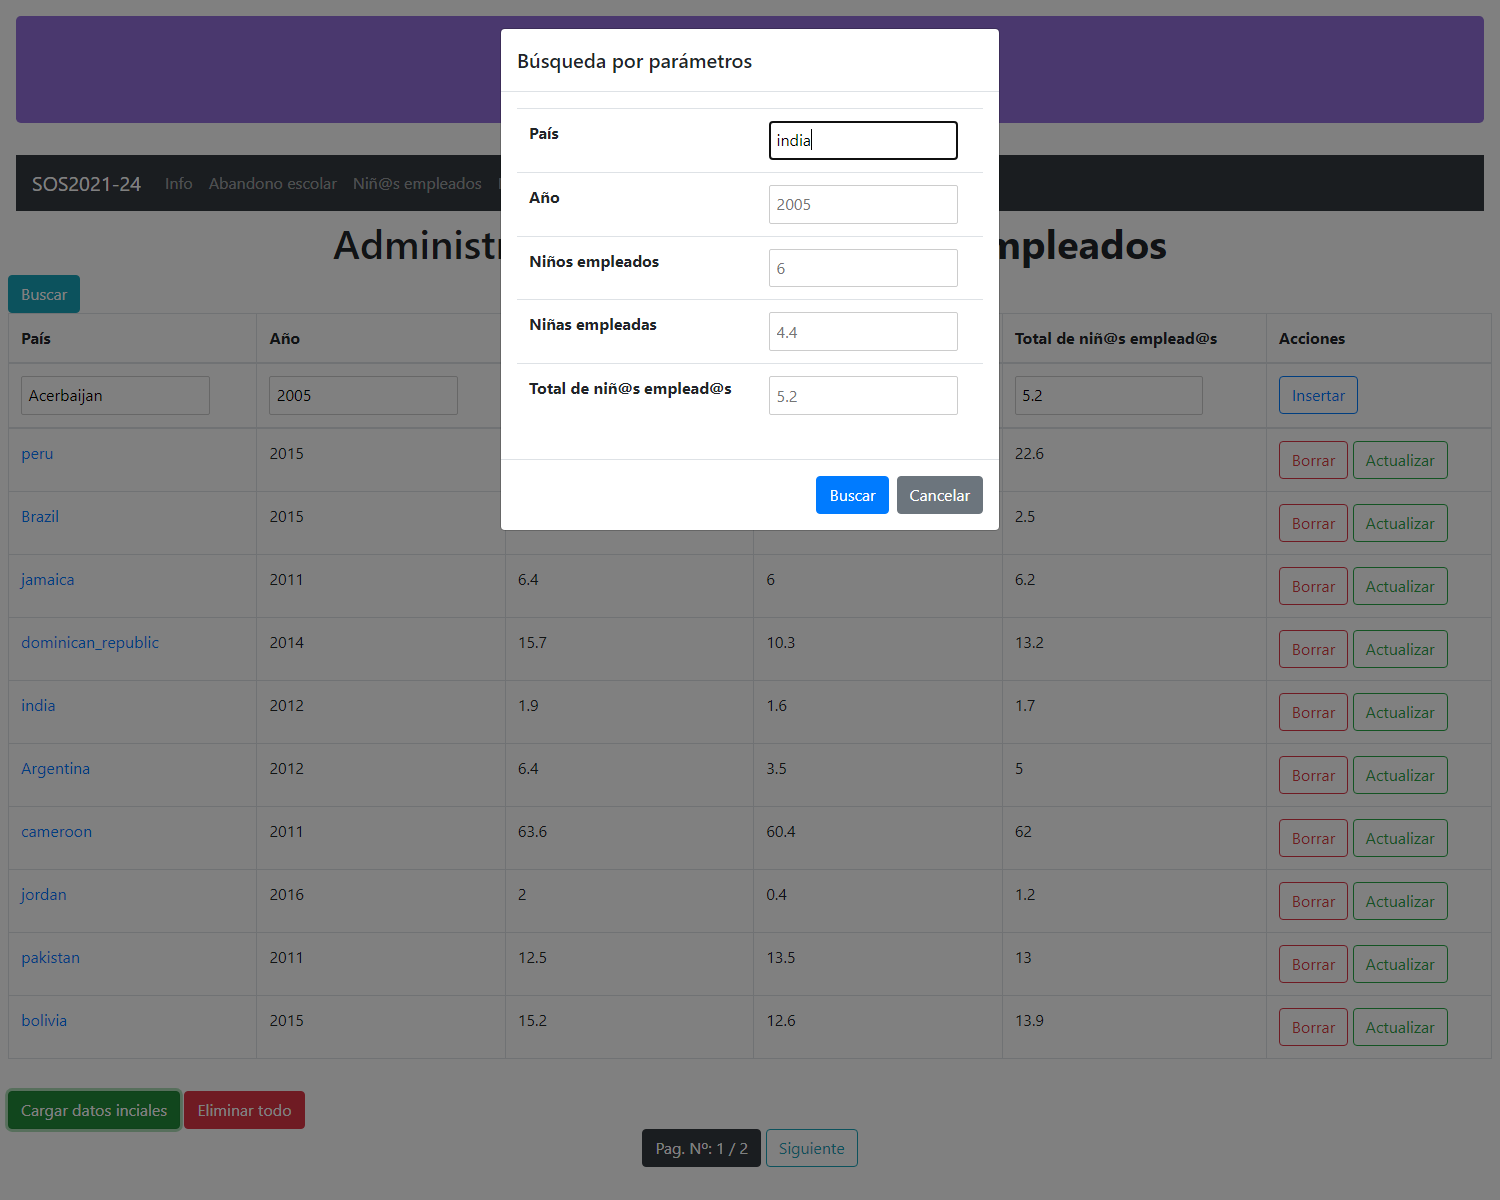 Búsqueda por parámetros
País
india
Año
2005
Niños empleados
6
Niñas empleadas
4.4
Total de niñ@s emplead@s
5.2
Buscar Cancelar
SOS2021-24 Info Abandono escolar Niñ@s empleados
Buscar
País Año Total de niñ@s emplead@s Acciones
Acerbaijan 2005 5.2 Insertar
peru 2015 22.6 Borrar Actualizar
Brazil 2015 2.5 Borrar Actualizar
jamaica 2011 6.4 6 6.2 Borrar Actualizar
dominican_republic 2014 15.7 10.3 13.2 Borrar Actualizar
india 2012 1.9 1.6 1.7 Borrar Actualizar
Argentina 2012 6.4 3.5 5 Borrar Actualizar
cameroon 2011 63.6 60.4 62 Borrar Actualizar
jordan 2016 2 0.4 1.2 Borrar Actualizar
pakistan 2011 12.5 13.5 13 Borrar Actualizar
bolivia 2015 15.2 12.6 13.9 Borrar Actualizar
Cargar datos inciales Eliminar todo
Pag. Nº: 1 / 2 Siguiente